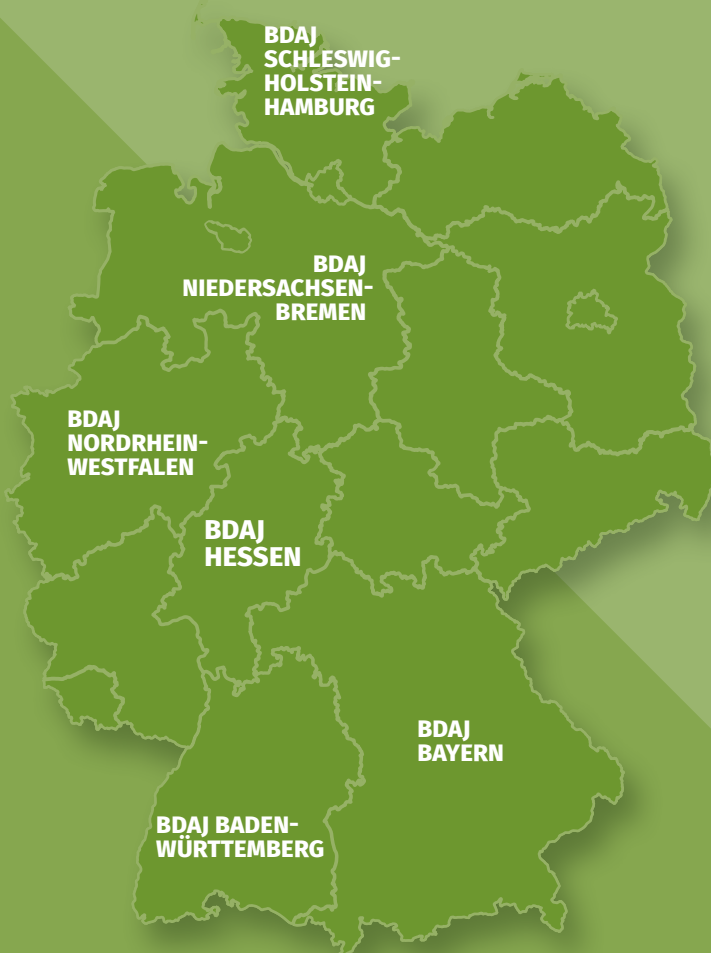 BDAJ
SCHLESWIG-
HOLSTEIN-
HAMBURG
BDAJ
NIEDERSACHSEN-
BREMEN
BDAJ
NORDRHEIN-
WESTFALEN
BDAJ
HESSEN
BDAJ
BAYERN
BDAJ BADEN-
WÜRTTEMBERG